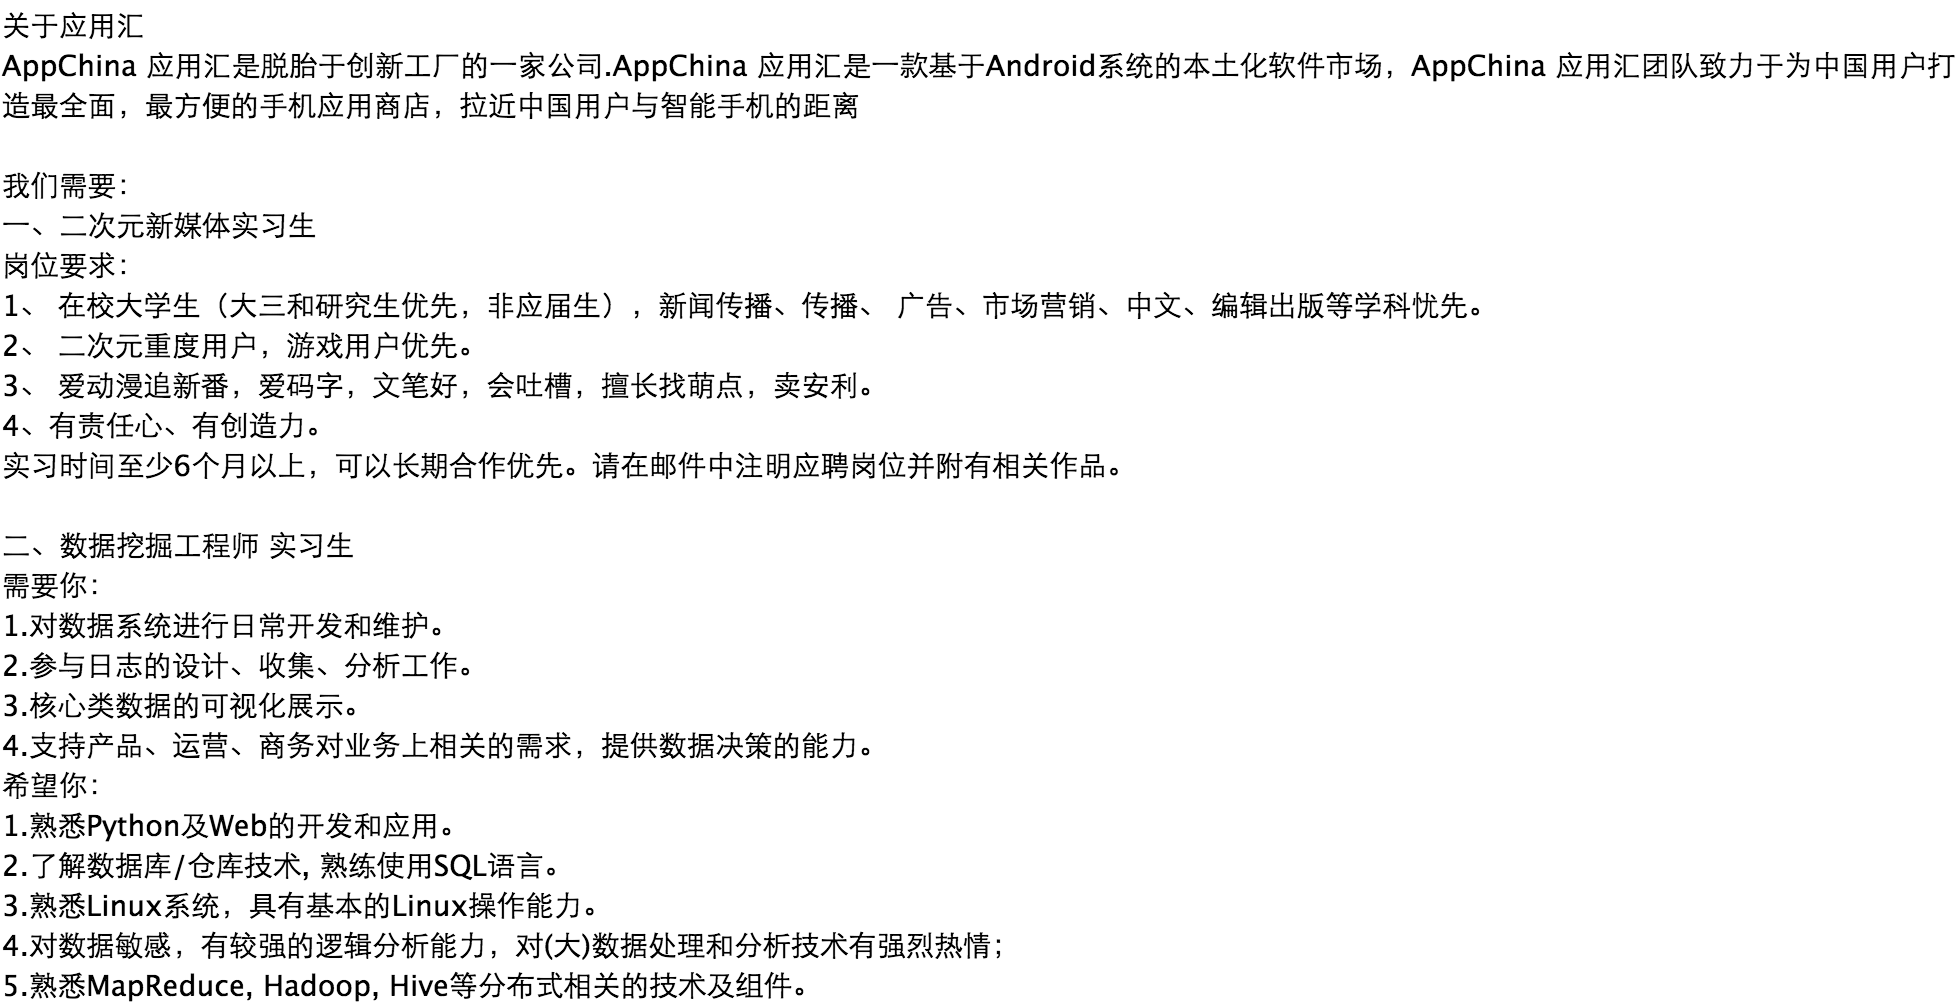 关于应用汇
AppChina 应用汇是脱胎于创新工厂的一家公司.AppChina 应用汇是一款基于Android系统的本土化软件市场，AppChina 应用汇团队致力于为中国用户打
造最全面，最方便的手机应用商店，拉近中国用户与智能手机的距离
我们需要：
一、二次元新媒体实习生
岗位要求：
1、 在校大学生（大三和研究生优先，非应届生），新闻传播、传播、 广告、市场营销、中文、编辑出版等学科忧先。
2、 二次元重度用户，游戏用户优先。
3、 爱动漫追新番，爱码字，文笔好，会吐槽，擅长找萌点，卖安利。
4、有责任心、有创造力。
实习时间至少6个月以上，可以长期合作优先。请在邮件中注明应聘岗位并附有相关作品。
二、数据挖掘工程师 实习生
需要你：
1.对数据系统进行日常开发和维护。
2.参与日志的设计、收集、分析工作。
3.核心类数据的可视化展示。
4.支持产品、运营、商务对业务上相关的需求，提供数据决策的能力。
希望你：
1.熟悉Python及Web的开发和应用。
2.了解数据库/仓库技术, 熟练使用SQL语言。
3.熟悉Linux系统，具有基本的Linux操作能力。
4.对数据敏感，有较强的逻辑分析能力，对(大)数据处理和分析技术有强烈热情；
5.熟悉MapReduce, Hadoop, Hive等分布式相关的技术及组件。